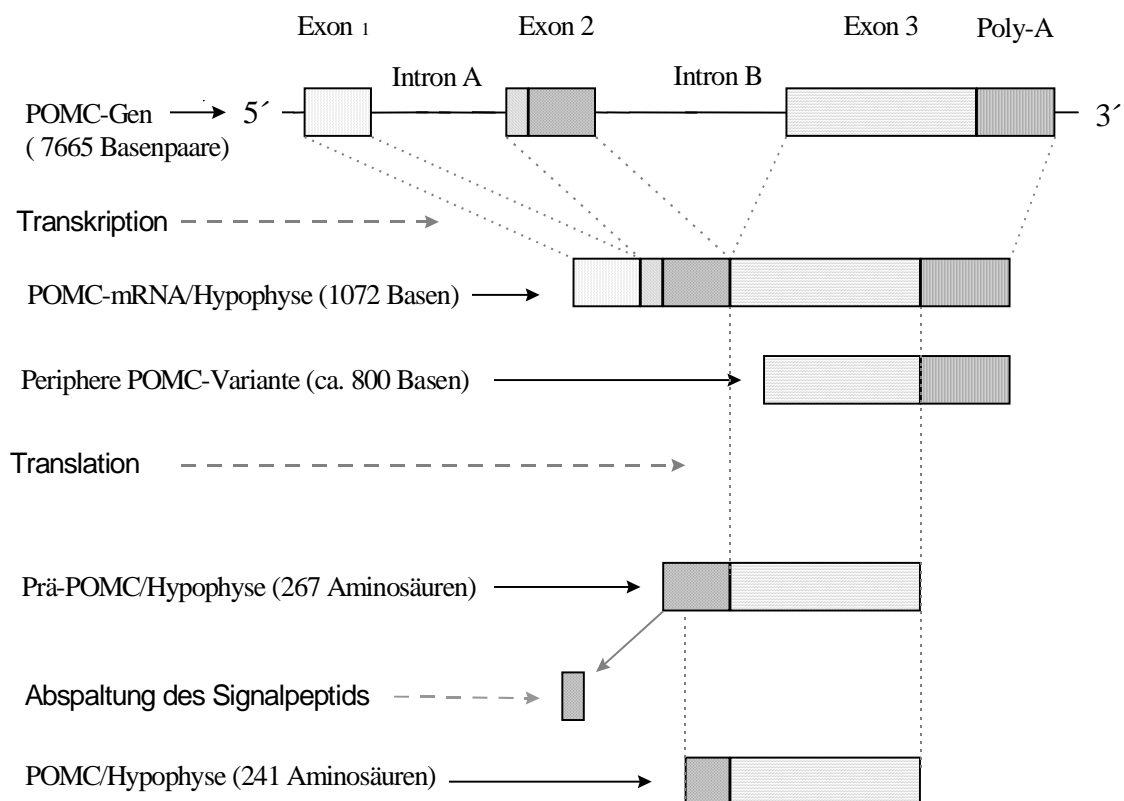 Exon 1
Exon 2
Exon 3
Poly-A
Intron A
Intron B
POMC-Gen
5´
3´
( 7665 Basenpaare)
Transkription
POMC-mRNA/Hypophyse (1072 Basen)
Periphere POMC-Variante (ca. 800 Basen)
Translation
Prä-POMC/Hypophyse (267 Aminosäuren)
Abspaltung des Signalpeptids
POMC/Hypophyse (241 Aminosäuren)